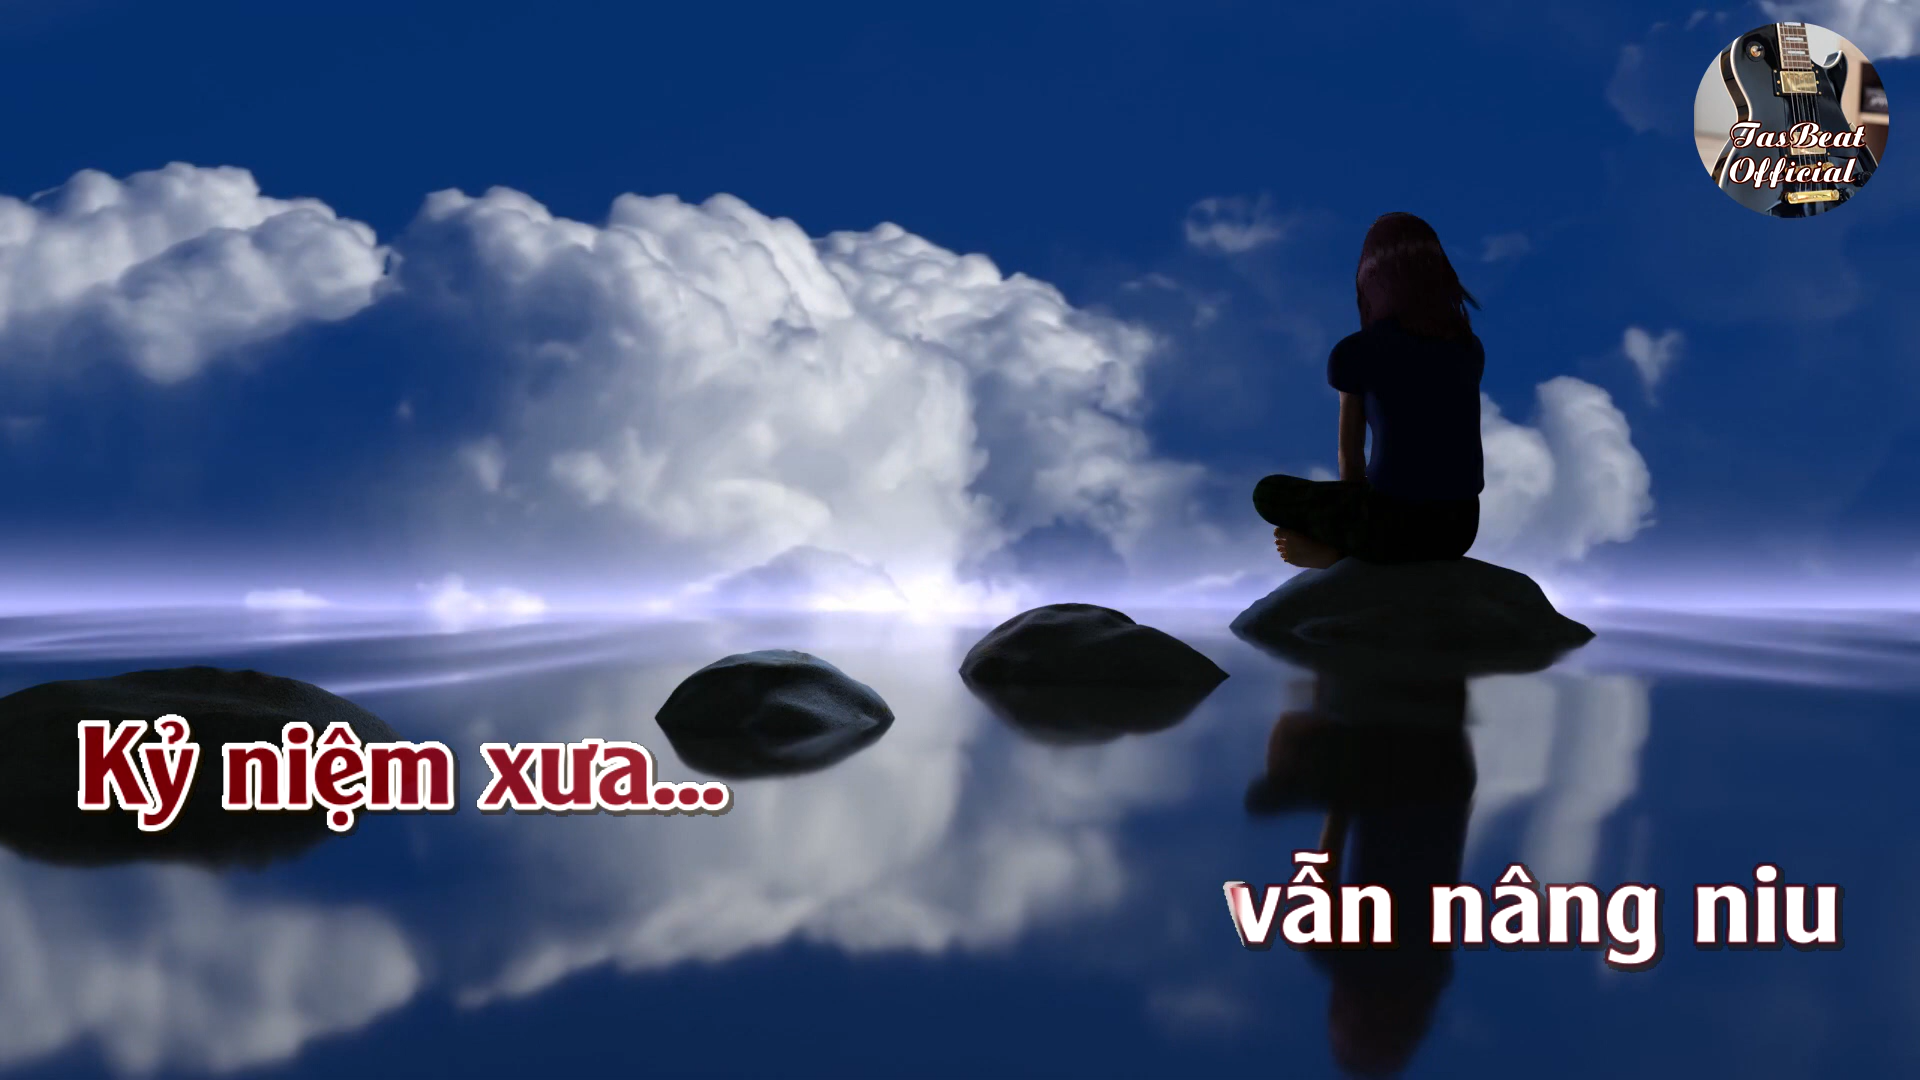 TasBeat
Official
Kỷ niệm xưa...
vẫn nâng niu